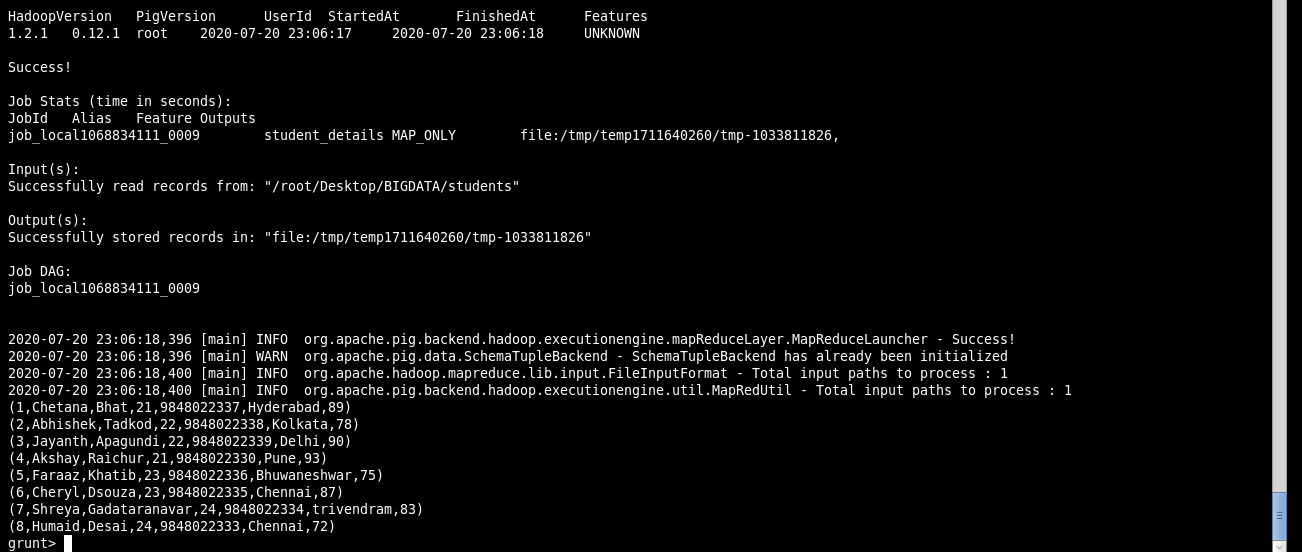 HadoopVersion   PigVersion      UserId  StartedAt       FinishedAt      Features
1.2.1   0.12.1  root    2020-07-20 23:06:17     2020-07-20 23:06:18     UNKNOWN
Success!
Job Stats (time in seconds):
JobId   Alias   Feature Outputs
job_local1068834111_0009        student_details MAP_ONLY        file:/tmp/temp1711640260/tmp-1033811826,
Input(s):
Successfully read records from: "/root/Desktop/BIGDATA/students"
Output(s):
Successfully stored records in: "file:/tmp/temp1711640260/tmp-1033811826"
Job DAG:
job_local1068834111_0009
2020-07-20 23:06:18,396 [main] INFO  org.apache.pig.backend.hadoop.executionengine.mapReduceLayer.MapReduceLauncher - Success!
2020-07-20 23:06:18,396 [main] WARN  org.apache.pig.data.SchemaTupleBackend - SchemaTupleBackend has already been initialized
2020-07-20 23:06:18,400 [main] INFO  org.apache.hadoop.mapreduce.lib.input.FileInputFormat - Total input paths to process : 1
2020-07-20 23:06:18,400 [main] INFO  org.apache.pig.backend.hadoop.executionengine.util.MapRedUtil - Total input paths to process : 1
(1,Chetana,Bhat,21,9848022337,Hyderabad,89)
(2,Abhishek,Tadkod,22,9848022338,Kolkata,78)
(3,Jayanth,Apagundi,22,9848022339,Delhi,90)
(4,Akshay,Raichur,21,9848022330,Pune,93)
(5,Faraaz,Khatib,23,9848022336,Bhuwaneshwar,75)
(6,Cheryl,Dsouza,23,9848022335,Chennai,87)
(7,Shreya,Gadataranavar,24,9848022334,trivendram,83)
(8,Humaid,Desai,24,9848022333,Chennai,72)
grunt>